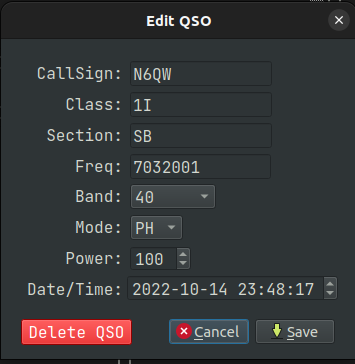 Edit QSO
CallSign: N6QW
Class: 1I
Section: SB
Freq: 7032001
Band: 40
Mode: PH
Power: 100
Date/Time: 2022-10-14 23:48:17
Delete QSO Cancel Save